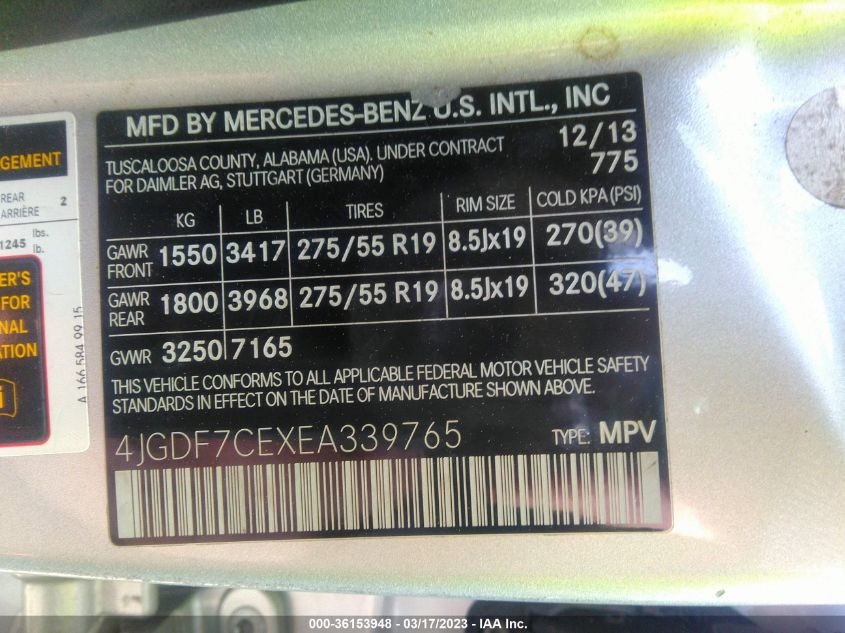 GEMENT
REAR 2
ARRIÈRE
1245 lbs.
lb.
ER'S
FOR
NAL
ATION
A 166 584 99 15
MFD BY MERCEDES-BENZ U.S. INTL., INC
TUSCALOOSA COUNTY, ALABAMA (USA). UNDER CONTRACT 12/13
FOR DAIMLER AG, STUTTGART (GERMANY) 775
KG LB TIRES RIM SIZE COLD KPA (PSI)
GAWR FRONT 1550 3417 275/55 R19 8.5Jx19 270(39)
GAWR REAR 1800 3968 275/55 R19 8.5Jx19 320(47)
GVWR 3250 7165
THIS VEHICLE CONFORMS TO ALL APPLICABLE FEDERAL MOTOR VEHICLE SAFETY
STANDARDS IN EFFECT ON THE DATE OF MANUFACTURE SHOWN ABOVE.
4JGDF7CEXEA339765 TYPE: MPV
000-36153948 - 03/17/2023 - IAA Inc.